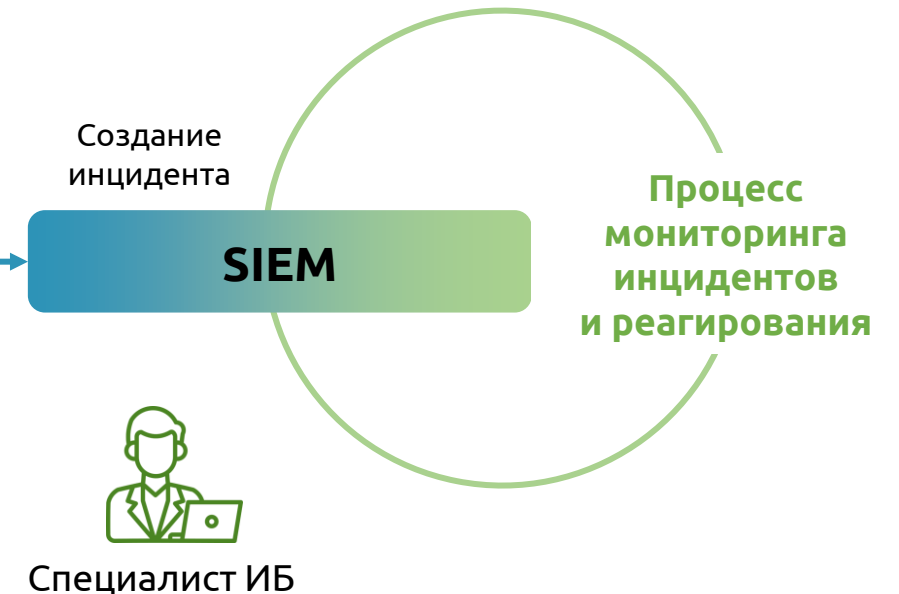 Создание
инцидента
SIEM
Процесс
мониторинга
инцидентов
и реагирования
Специалист ИБ